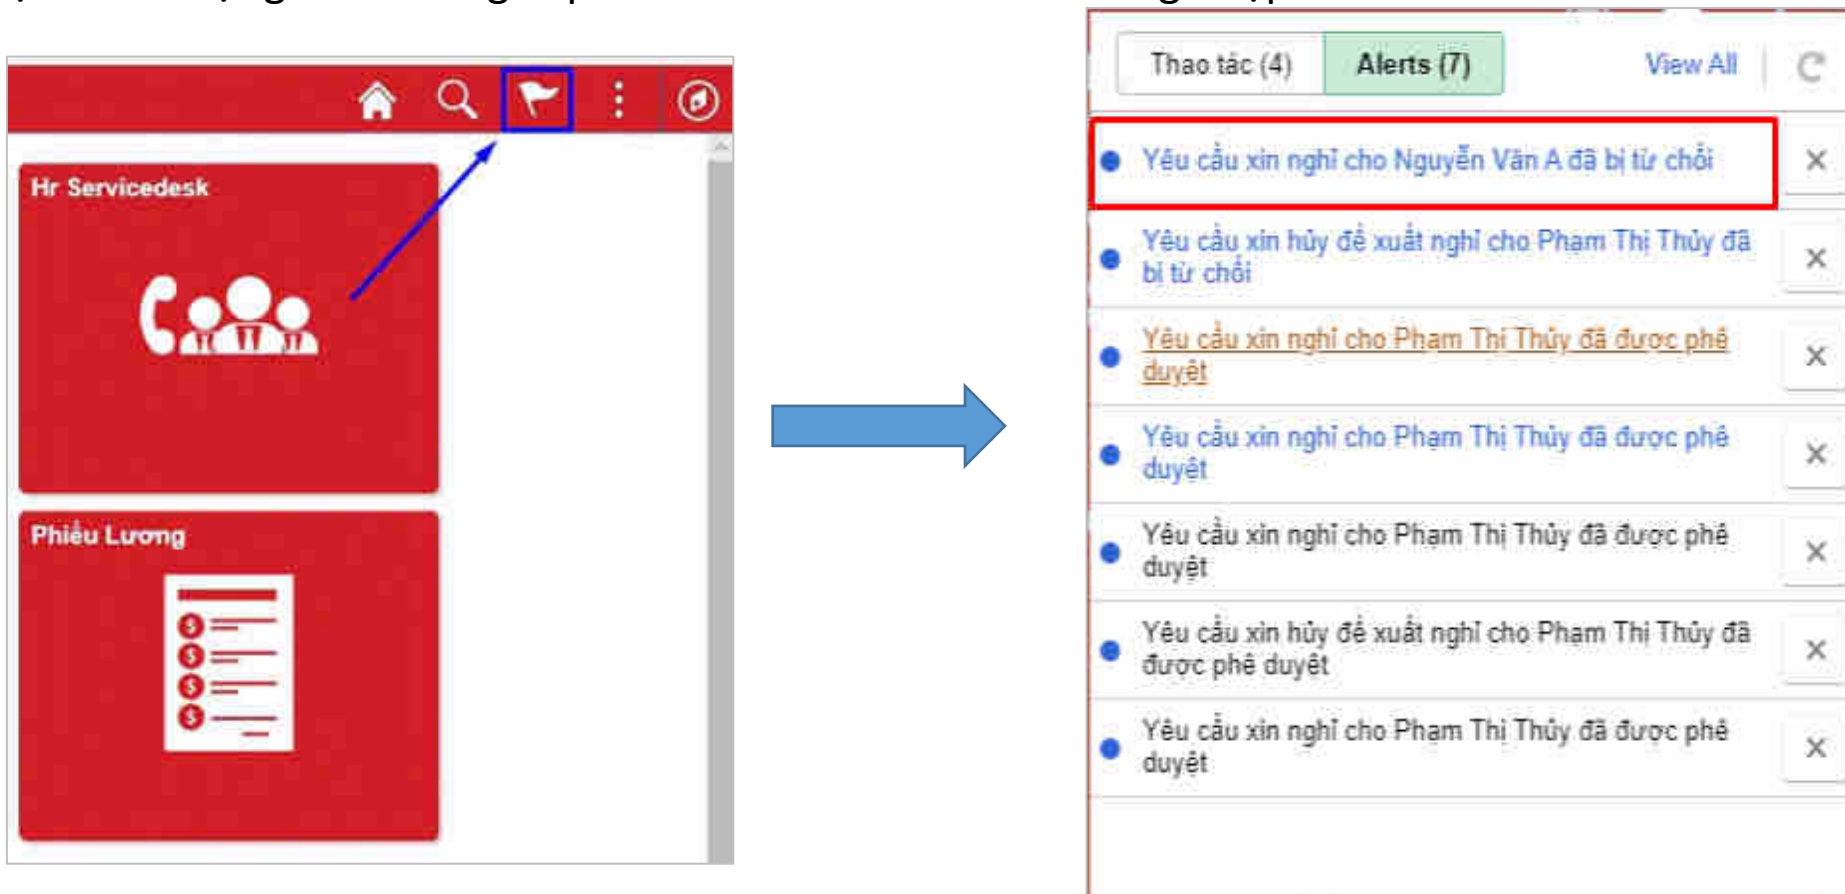 Hr Servicedesk
Phiếu Lương
Thao tác (4)
Alerts (7)
View All
Yêu cầu xin nghỉ cho Nguyễn Văn A đã bị từ chối
Yêu cầu xin hủy đề xuất nghỉ cho Phạm Thị Thủy đã
bị từ chối
Yêu cầu xin nghỉ cho Phạm Thị Thủy đã được phê
duyệt
Yêu cầu xin nghỉ cho Phạm Thị Thủy đã được phê
duyệt
Yêu cầu xin nghỉ cho Phạm Thị Thủy đã được phê
duyệt
Yêu cầu xin hủy đề xuất nghỉ cho Phạm Thị Thủy đã
được phê duyệt
Yêu cầu xin nghỉ cho Phạm Thị Thủy đã được phê
duyệt